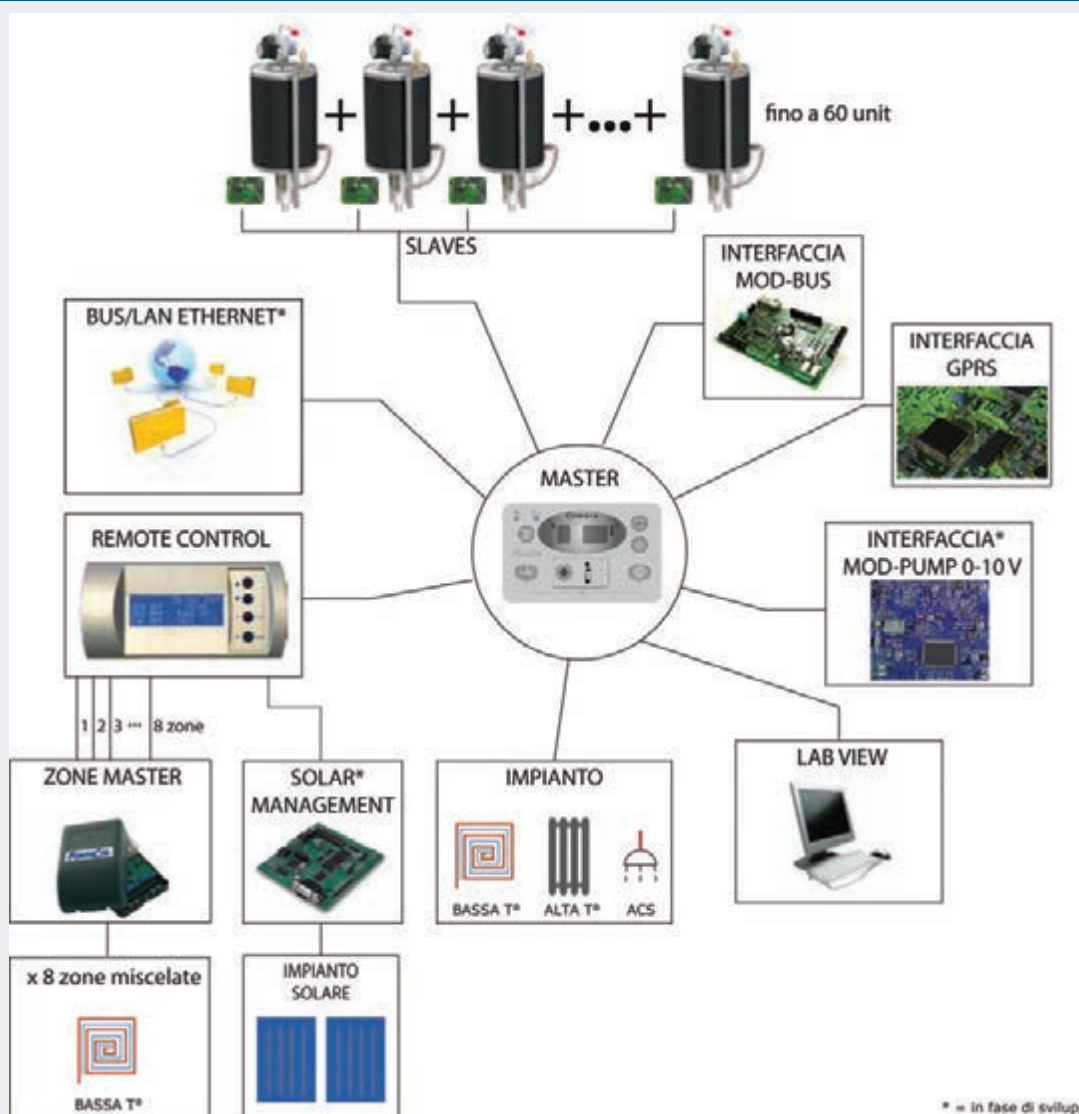 fino a 60 unit
SLAVES
INTERFACCIA
MOD-BUS
BUS/LAN ETHERNET*
INTERFACCIA
GPRS
MASTER
REMOTE CONTROL
INTERFACCIA*
MOD-PUMP 0-10 V
1 2 3 ... 8 zone
ZONE MASTER
SOLAR*
MANAGEMENT
IMPIANTO
BASSA T°
ALTA T°
ACS
LAB VIEW
x 8 zone miscelate
BASSA T°
IMPIANTO
SOLARE
* = in fase di svilup